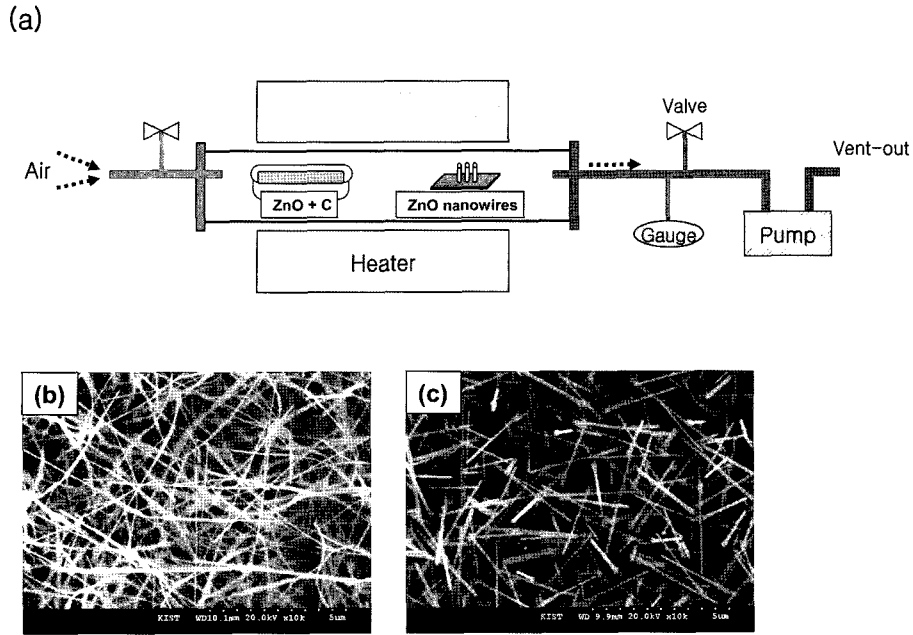 (a)
Valve
Air
Vent-out
ZnO + C
ZnO nanowires
Gauge
Pump
Heater
(b)
(c)
KIST WD10.1mm 20.0kV x10k 5um
KIST WD 9.9mm 20.0kV x10k 5um